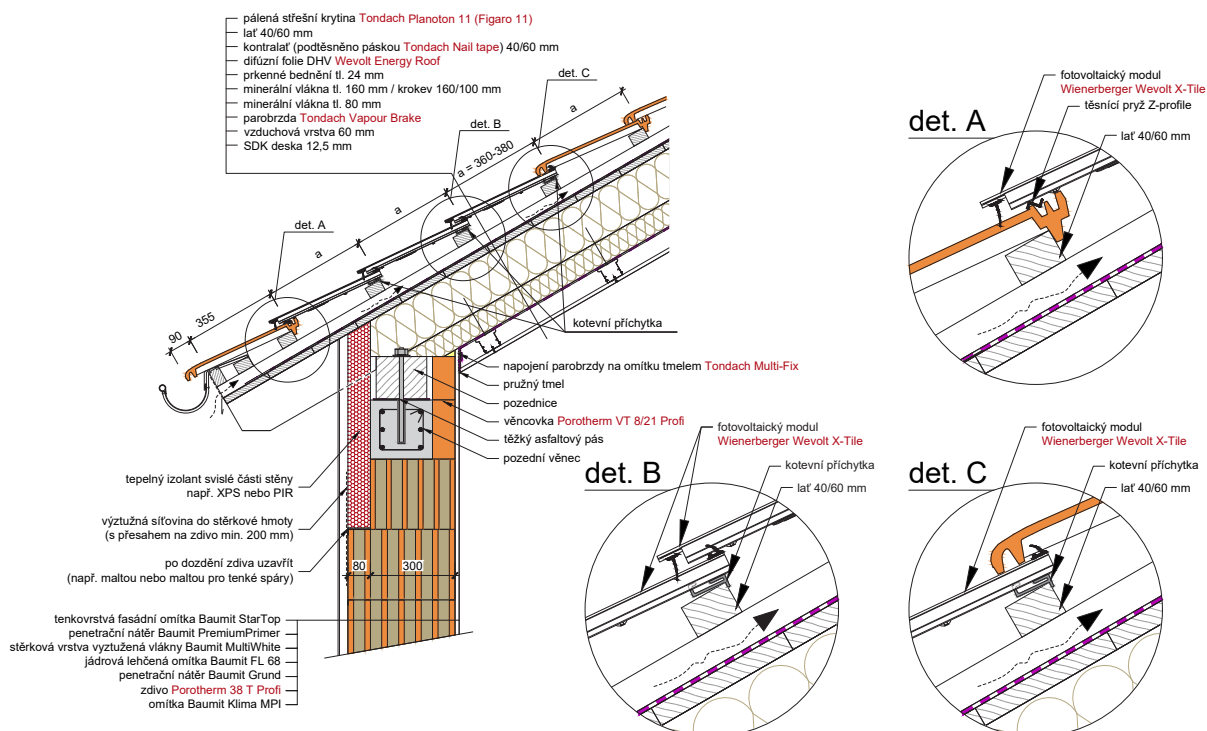 pálená střešní krytina Tondach Planoton 11 (Figaro 11)
lať 40/60 mm
kontralať (podtěsněno páskou Tondach Nail tape) 40/60 mm
difúzní folie DHV Wevolt Energy Roof
prkenné bednění tl. 24 mm
minerální vlákna tl. 160 mm / krokev 160/100 mm
minerální vlákna tl. 80 mm
parobrzda Tondach Vapour Brake
vzduchová vrstva 60 mm
SDK deska 12,5 mm
det. C
det. B
det. A
a
a = 360-380
a
a
355
90
kotevní příchytka
napojení parobrzdy na omítku tmelem Tondach Multi-Fix
pružný tmel
pozednice
věncovka Porotherm VT 8/21 Profi
těžký asfaltový pás
pozední věnec
tepelný izolant svislé části stěny
např. XPS nebo PIR
výztužná síťovina do stěrkové hmoty
(s přesahem na zdivo min. 200 mm)
po dozdění zdiva uzavřít
(např. maltou nebo maltou pro tenké spáry)
80
300
tenkovrstvá fasádní omítka Baumit StarTop
penetrační nátěr Baumit PremiumPrimer
stěrková vrstva vyztužená vlákny Baumit MultiWhite
jádrová lehčená omítka Baumit FL 68
penetrační nátěr Baumit Grund
zdivo Porotherm 38 T Profi
omítka Baumit Klima MPI
det. A
fotovoltaický modul
Wienerberger Wevolt X-Tile
těsnící pryž Z-profile
lať 40/60 mm
det. B
fotovoltaický modul
Wienerberger Wevolt X-Tile
kotevní příchytka
lať 40/60 mm
det. C
fotovoltaický modul
Wienerberger Wevolt X-Tile
kotevní příchytka
lať 40/60 mm